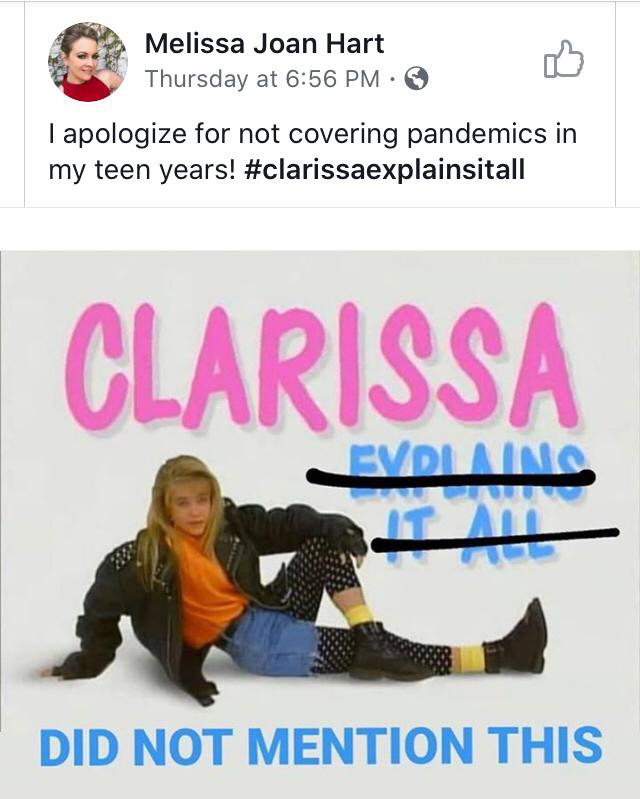 Melissa Joan Hart
Thursday at 6:56 PM ·
I apologize for not covering pandemics in
my teen years! #clarissaexplainsitall
CLARISSA
EXPLAINS
IT ALL
DID NOT MENTION THIS